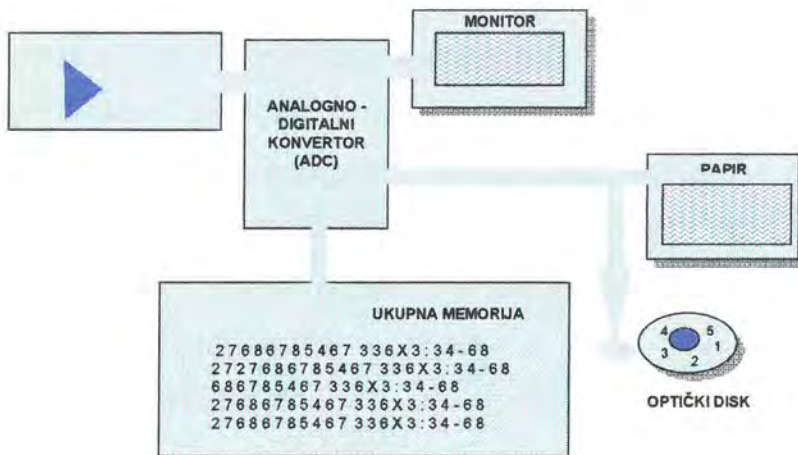 MONITOR
ANALOGNO -
DIGITALNI
KONVERTOR
(ADC)
PAPIR
UKUPNA MEMORIJA
27686785467 336X3:34-68
2727686785467 336X3:34-68
686785467 336X3:34-68
27686785467 336X3:34-68
27686785467 336X3:34-68
4 5
3 1
2
OPTIČKI DISK